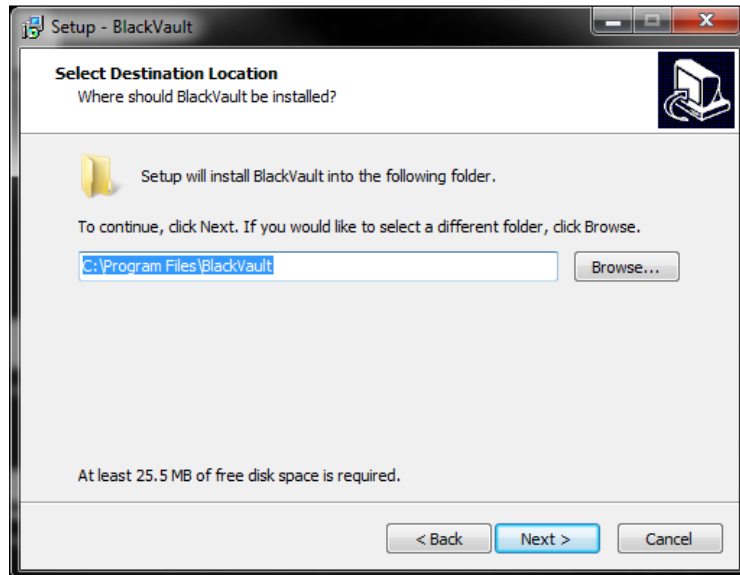 Setup - BlackVault
Select Destination Location
Where should BlackVault be installed?
Setup will install BlackVault into the following folder.
To continue, click Next. If you would like to select a different folder, click Browse.
C:\Program Files\BlackVault
Browse...
At least 25.5 MB of free disk space is required.
< Back
Next >
Cancel